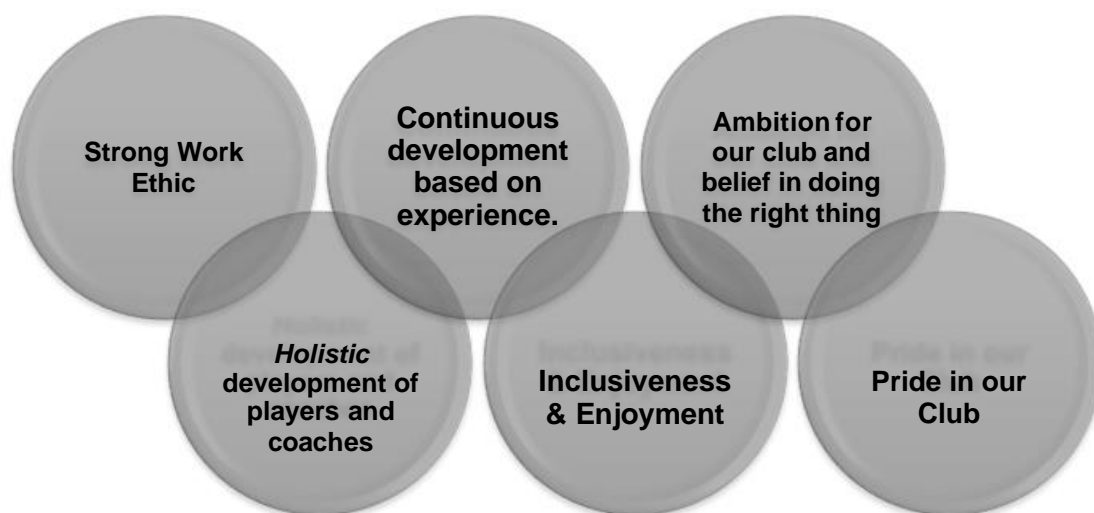 Strong Work
Ethic
Continuous
development
based on
experience.
Ambition for
our club and
belief in doing
the right thing
Holistic
development of
players and
coaches
Inclusiveness
& Enjoyment
Pride in our
Club